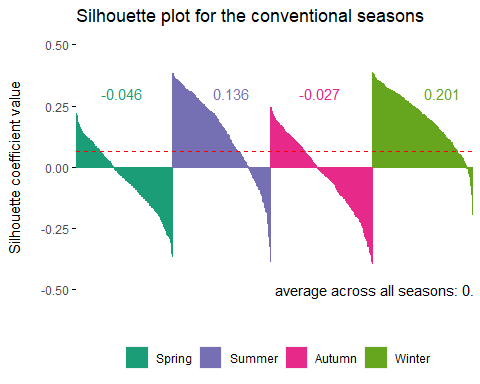 Silhouette plot for the conventional seasons
Silhouette coefficient value
0.50
0.25
0.00
-0.25
-0.50
-0.046
0.136
-0.027
0.201
average across all seasons: 0.
Spring Summer Autumn Winter